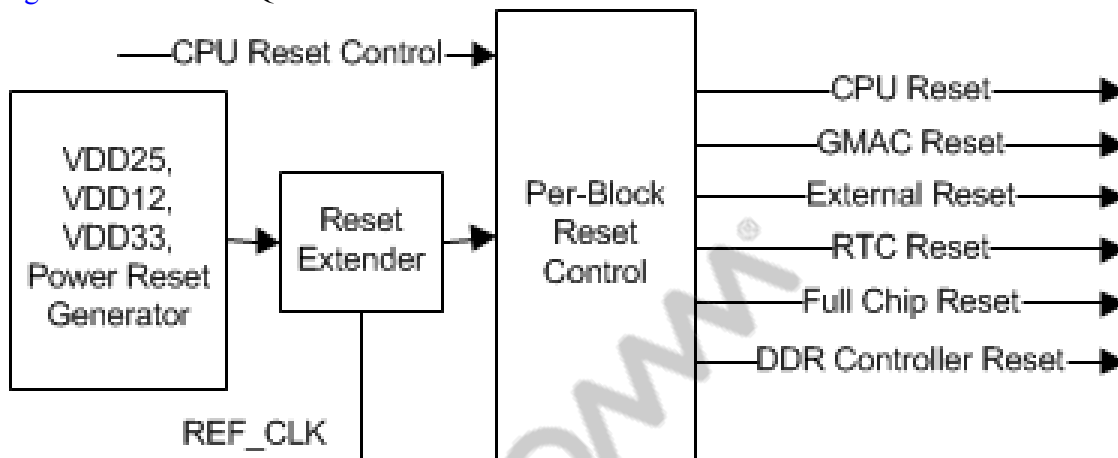 CPU Reset Control
VDD25,
VDD12,
VDD33,
Power Reset
Generator
Reset
Extender
REF_CLK
Per-Block
Reset
Control
CPU Reset
GMAC Reset
External Reset
RTC Reset
Full Chip Reset
DDR Controller Reset